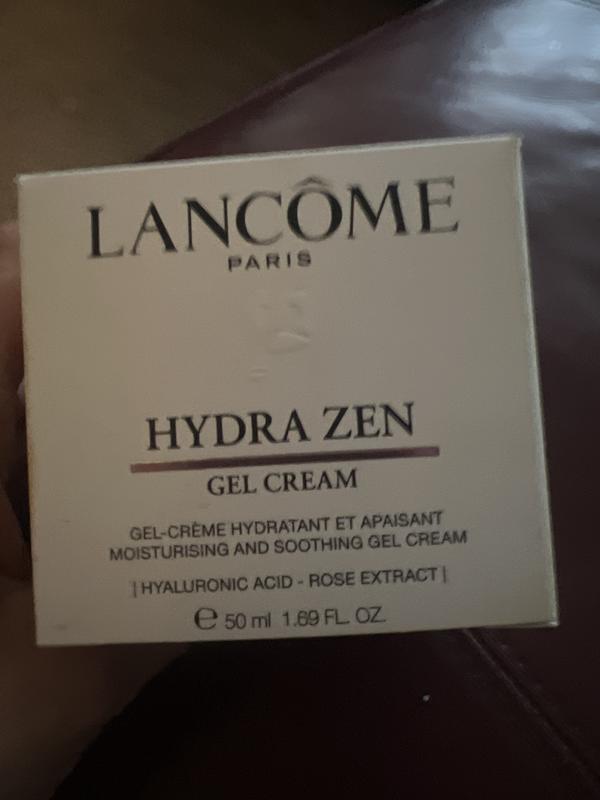 LANCÔME
PARIS
HYDRA ZEN
GEL CREAM
GEL-CRÈME HYDRATANT ET APAISANT
MOISTURISING AND SOOTHING GEL CREAM
| HYALURONIC ACID - ROSE EXTRACT |
℮ 50 ml 1.69 FL. OZ.